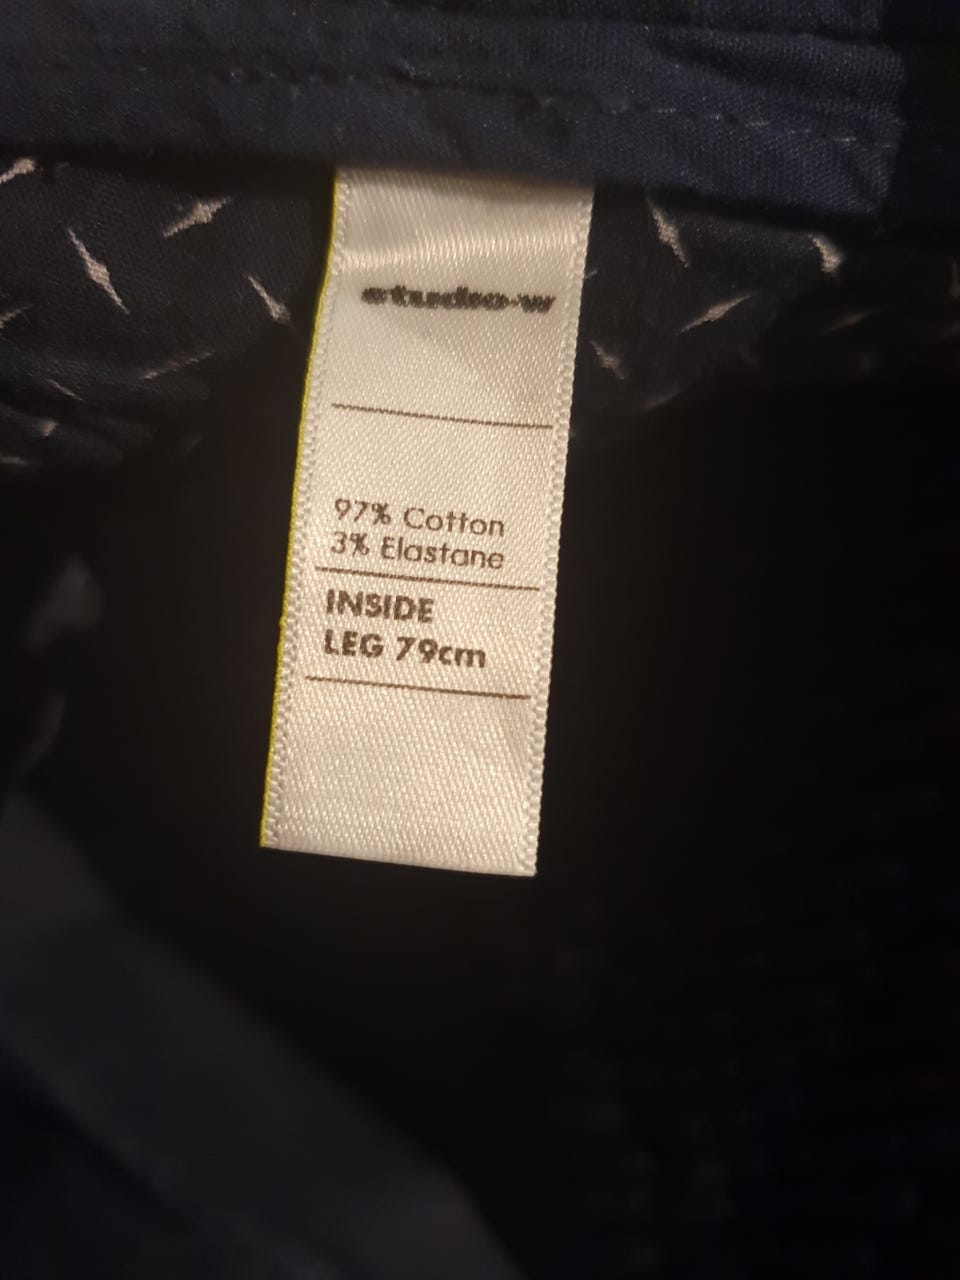 studio·w
97% Cotton
3% Elastane
INSIDE
LEG 79cm